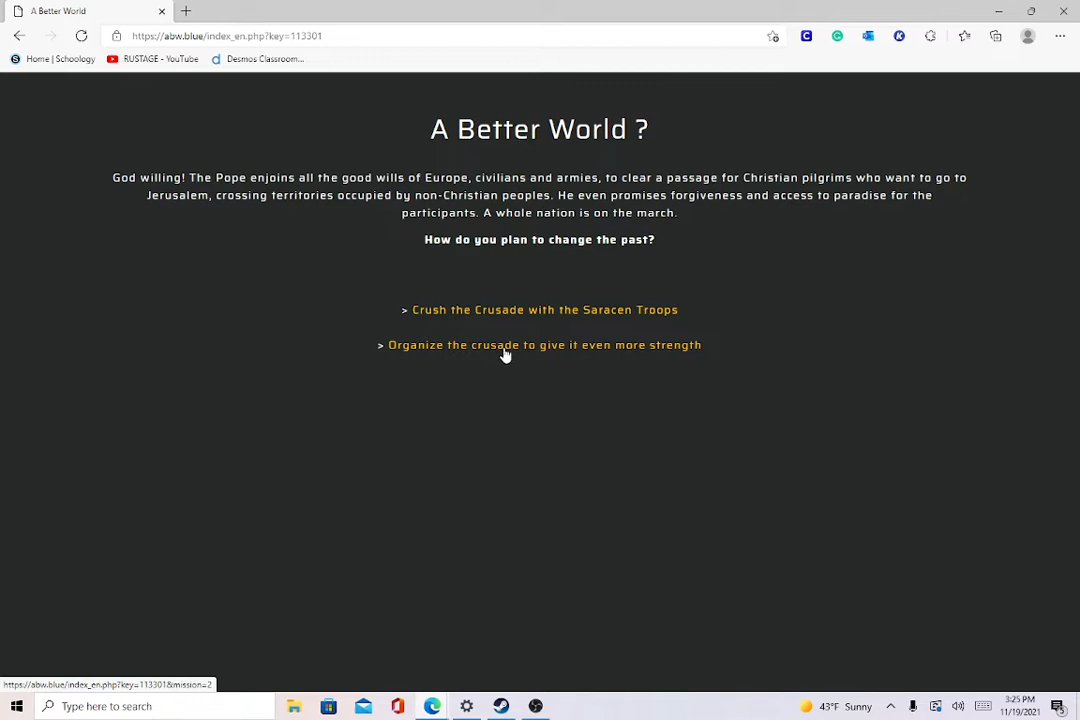 A Better World
https://abw.blue/index_en.php?key=113301
Home | Schoology
RUSTAGE - YouTube
Desmos Classroom...
A Better World ?
God willing! The Pope enjoins all the good wills of Europe, civilians and armies, to clear a passage for Christian pilgrims who want to go to
Jerusalem, crossing territories occupied by non-Christian peoples. He even promises forgiveness and access to paradise for the
participants. A whole nation is on the march.
How do you plan to change the past?
> Crush the Crusade with the Saracen Troops
> Organize the crusade to give it even more strength
https://abw.blue/index_en.php?key=113301&mission=2
Type here to search
43°F Sunny
3:25 PM
11/19/2021